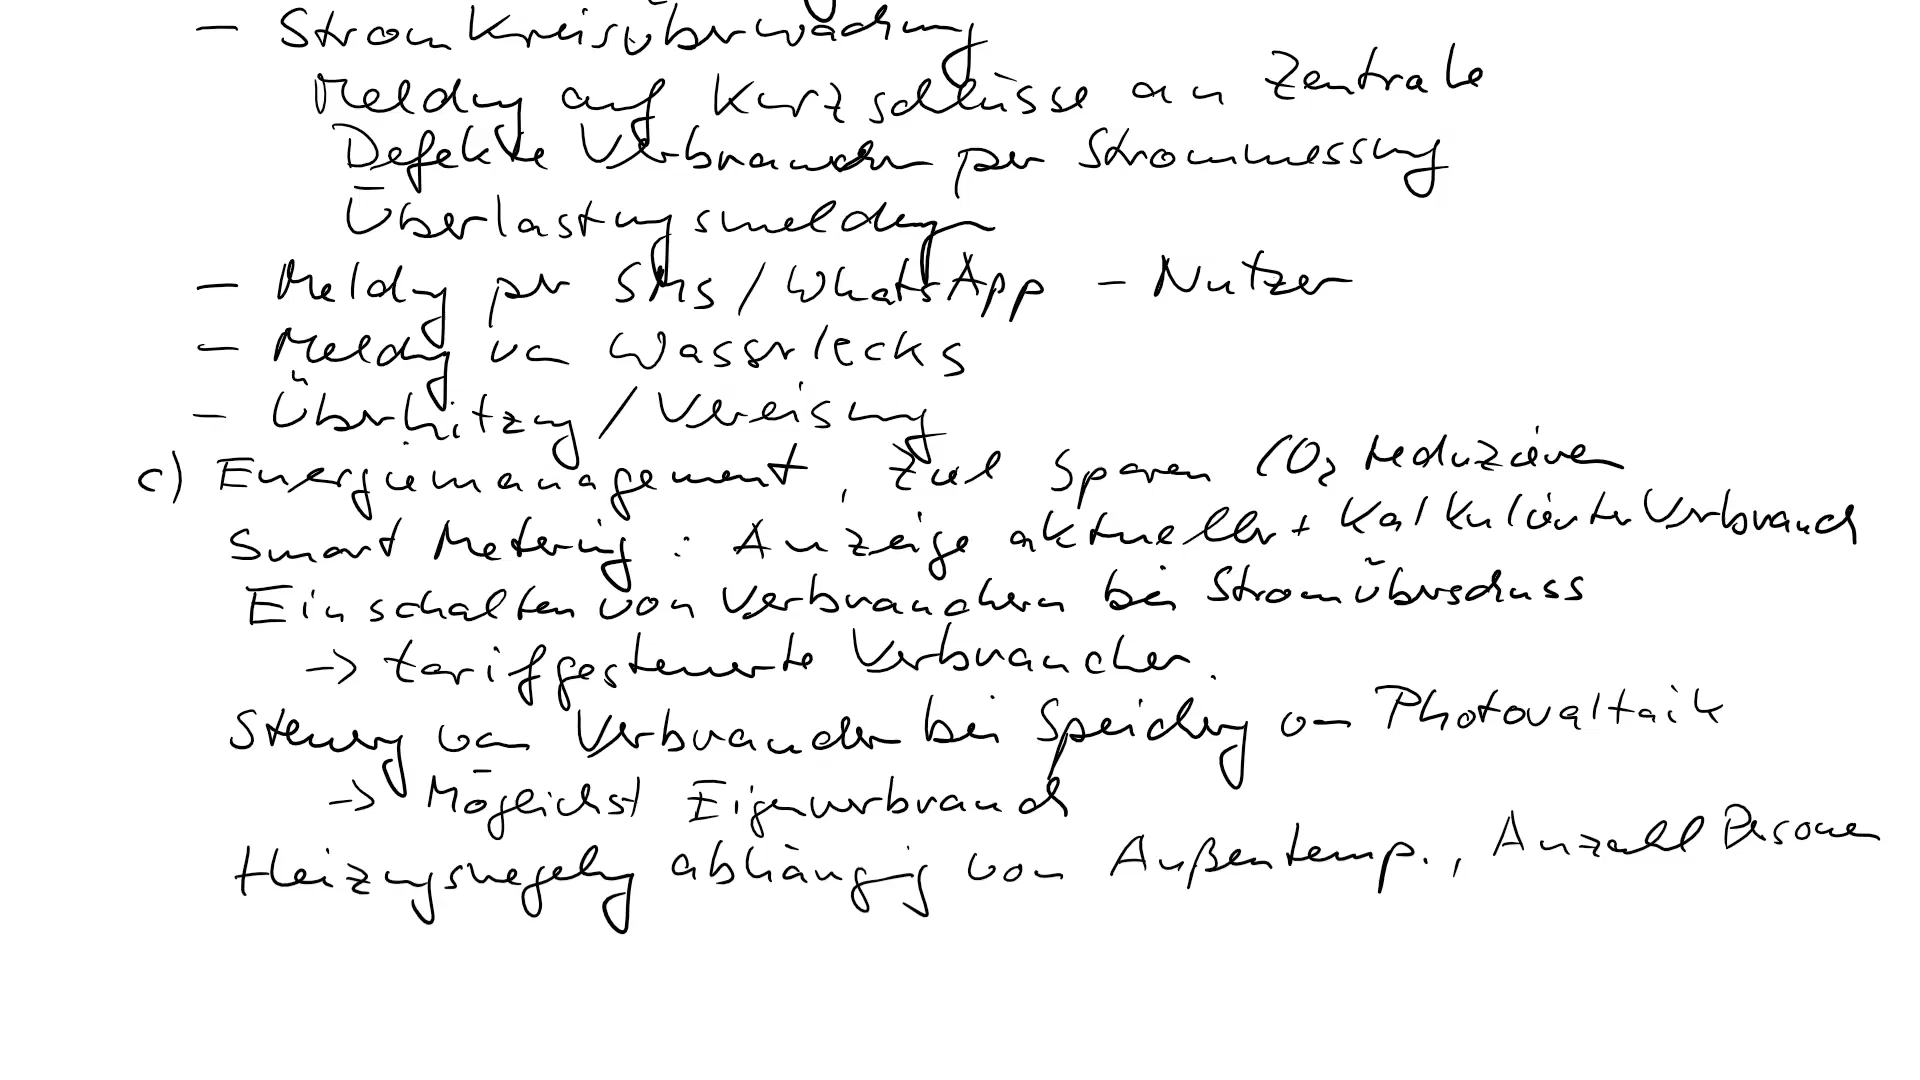 – Stromkreisüberwachung
Meldung auf Kurzschlüsse an Zentrale
Defekte Verbraucher per Strommessung
Überlastungsmeldungen
– Meldung per SMS / WhatsApp – Nutzer
– Meldung von Wasserlecks
– Überhitzung / Vereisung
c) Energiemanagement, Ziel Sparen CO₂ reduzieren
Smart Metering : Anzeige aktueller + kalkulierter Verbrauch
Einschalten von Verbrauchern bei Stromüberschuss
-> tarifgesteuerte Verbraucher.
Steuerung von Verbrauchern bei Speicherung von Photovoltaik
-> Möglichst Eigenverbrauch
Heizungsregelung abhängig von Außentemp., Anzahl Personen